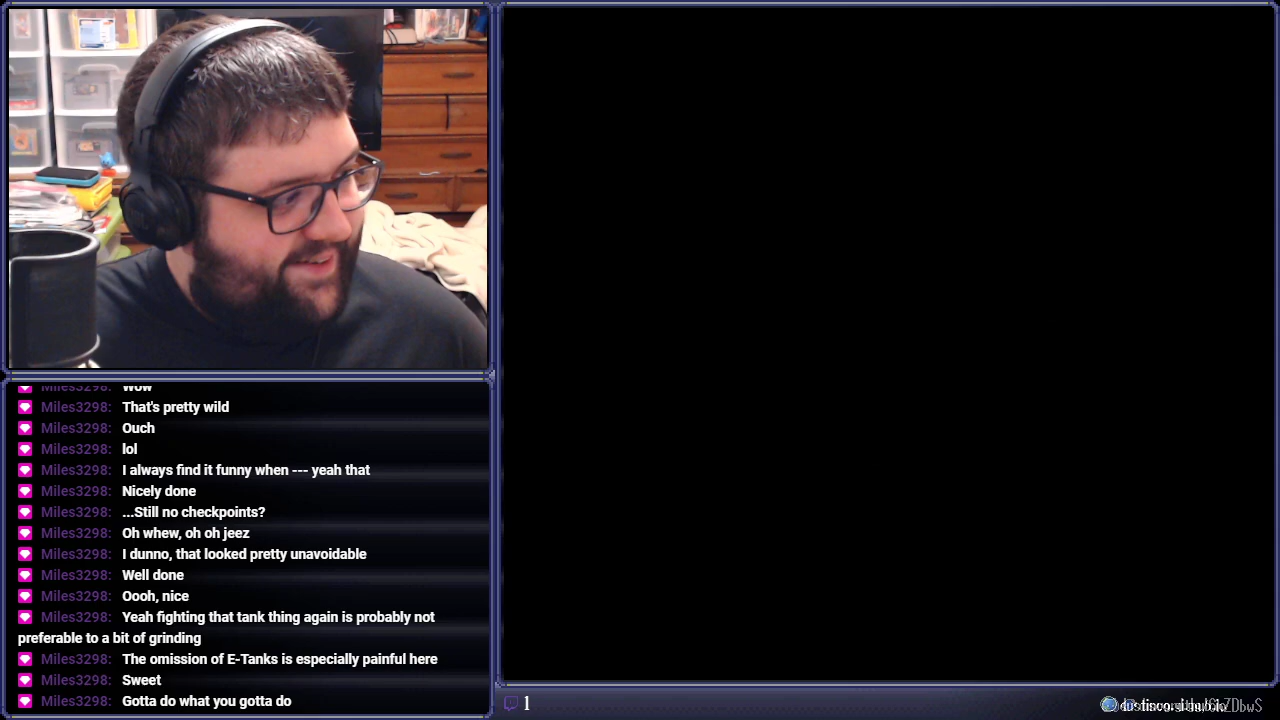 Miles3298: Wow
Miles3298: That's pretty wild
Miles3298: Ouch
Miles3298: lol
Miles3298: I always find it funny when --- yeah that
Miles3298: Nicely done
Miles3298: ...Still no checkpoints?
Miles3298: Oh whew, oh oh jeez
Miles3298: I dunno, that looked pretty unavoidable
Miles3298: Well done
Miles3298: Oooh, nice
Miles3298: Yeah fighting that tank thing again is probably not
preferable to a bit of grinding
Miles3298: The omission of E-Tanks is especially painful here
Miles3298: Sweet
Miles3298: Gotta do what you gotta do
1